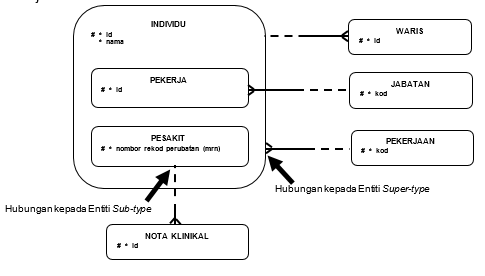 INDIVIDU
# * id
* nama
PEKERJA
# * id
PESAKIT
# * nombor rekod perubatan (mrn)
WARIS
# * id
JABATAN
# * kod
PEKERJAAN
# * kod
Hubungan kepada Entiti Super-type
Hubungan kepada Entiti Sub-type
NOTA KLINIKAL
# * id